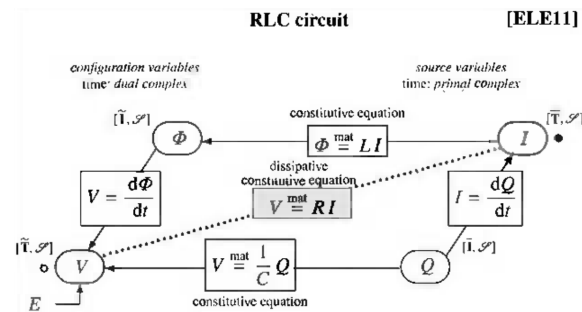 RLC circuit [ELE11]
configuration variables source variables
time: dual complex time: primal complex
[T̃, 𝒮] constitutive equation [T̄, 𝒮]
Φ Φ mat= L I I
dissipative
constitutive equation
V = dΦ/dt V mat= R I I = dQ/dt
[T̃, 𝒮] [Ī, 𝒮]
V V mat= 1/C Q Q
E constitutive equation